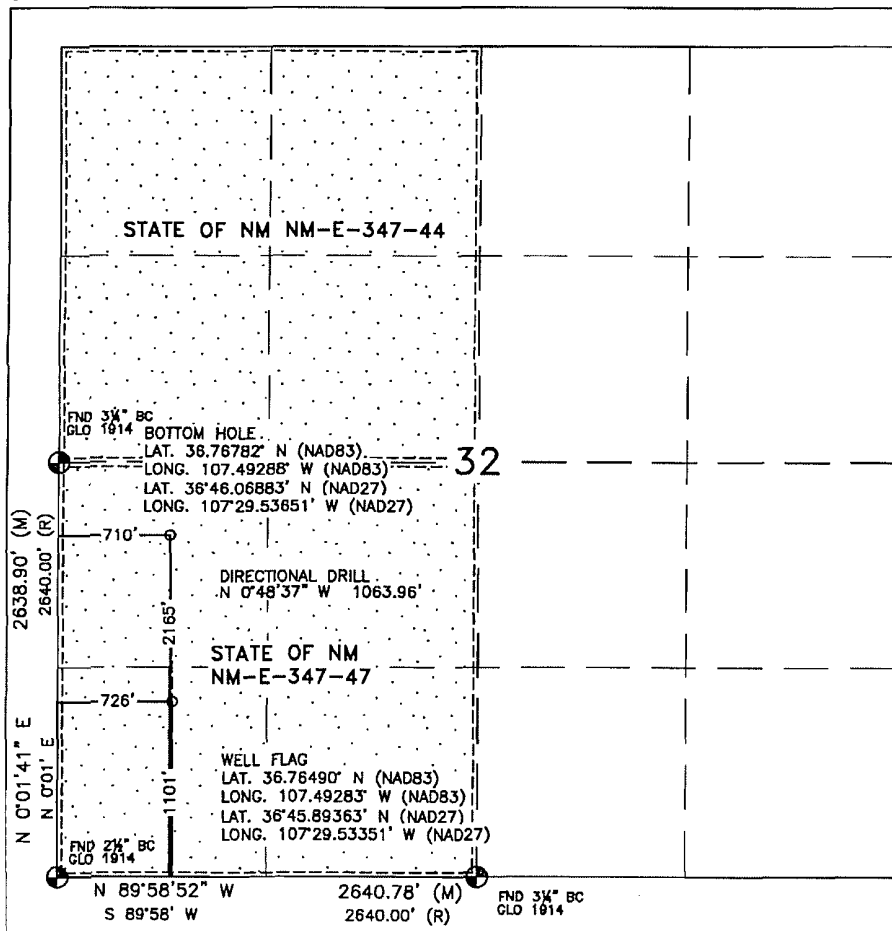 STATE OF NM NM-E-347-44
FND 3¼" BC
GLO 1914
BOTTOM HOLE
LAT. 36.76782° N (NAD83)
LONG. 107.49288° W (NAD83)
LAT. 36°46.06883' N (NAD27)
LONG. 107°29.53651' W (NAD27)
32
710'
2638.90' (M)
2640.00' (R)
DIRECTIONAL DRILL
N 0°48'37" W 1063.96'
2165'
STATE OF NM
NM-E-347-47
726'
N 0°01'41" E
N 0°01' E
1101'
WELL FLAG
LAT. 36.76490° N (NAD83)
LONG. 107.49283° W (NAD83)
LAT. 36°45.89363' N (NAD27)
LONG. 107°29.53351' W (NAD27)
FND 2½" BC
GLO 1914
N 89°58'52" W 2640.78' (M)
S 89°58' W 2640.00' (R)
FND 3¼" BC
GLO 1914